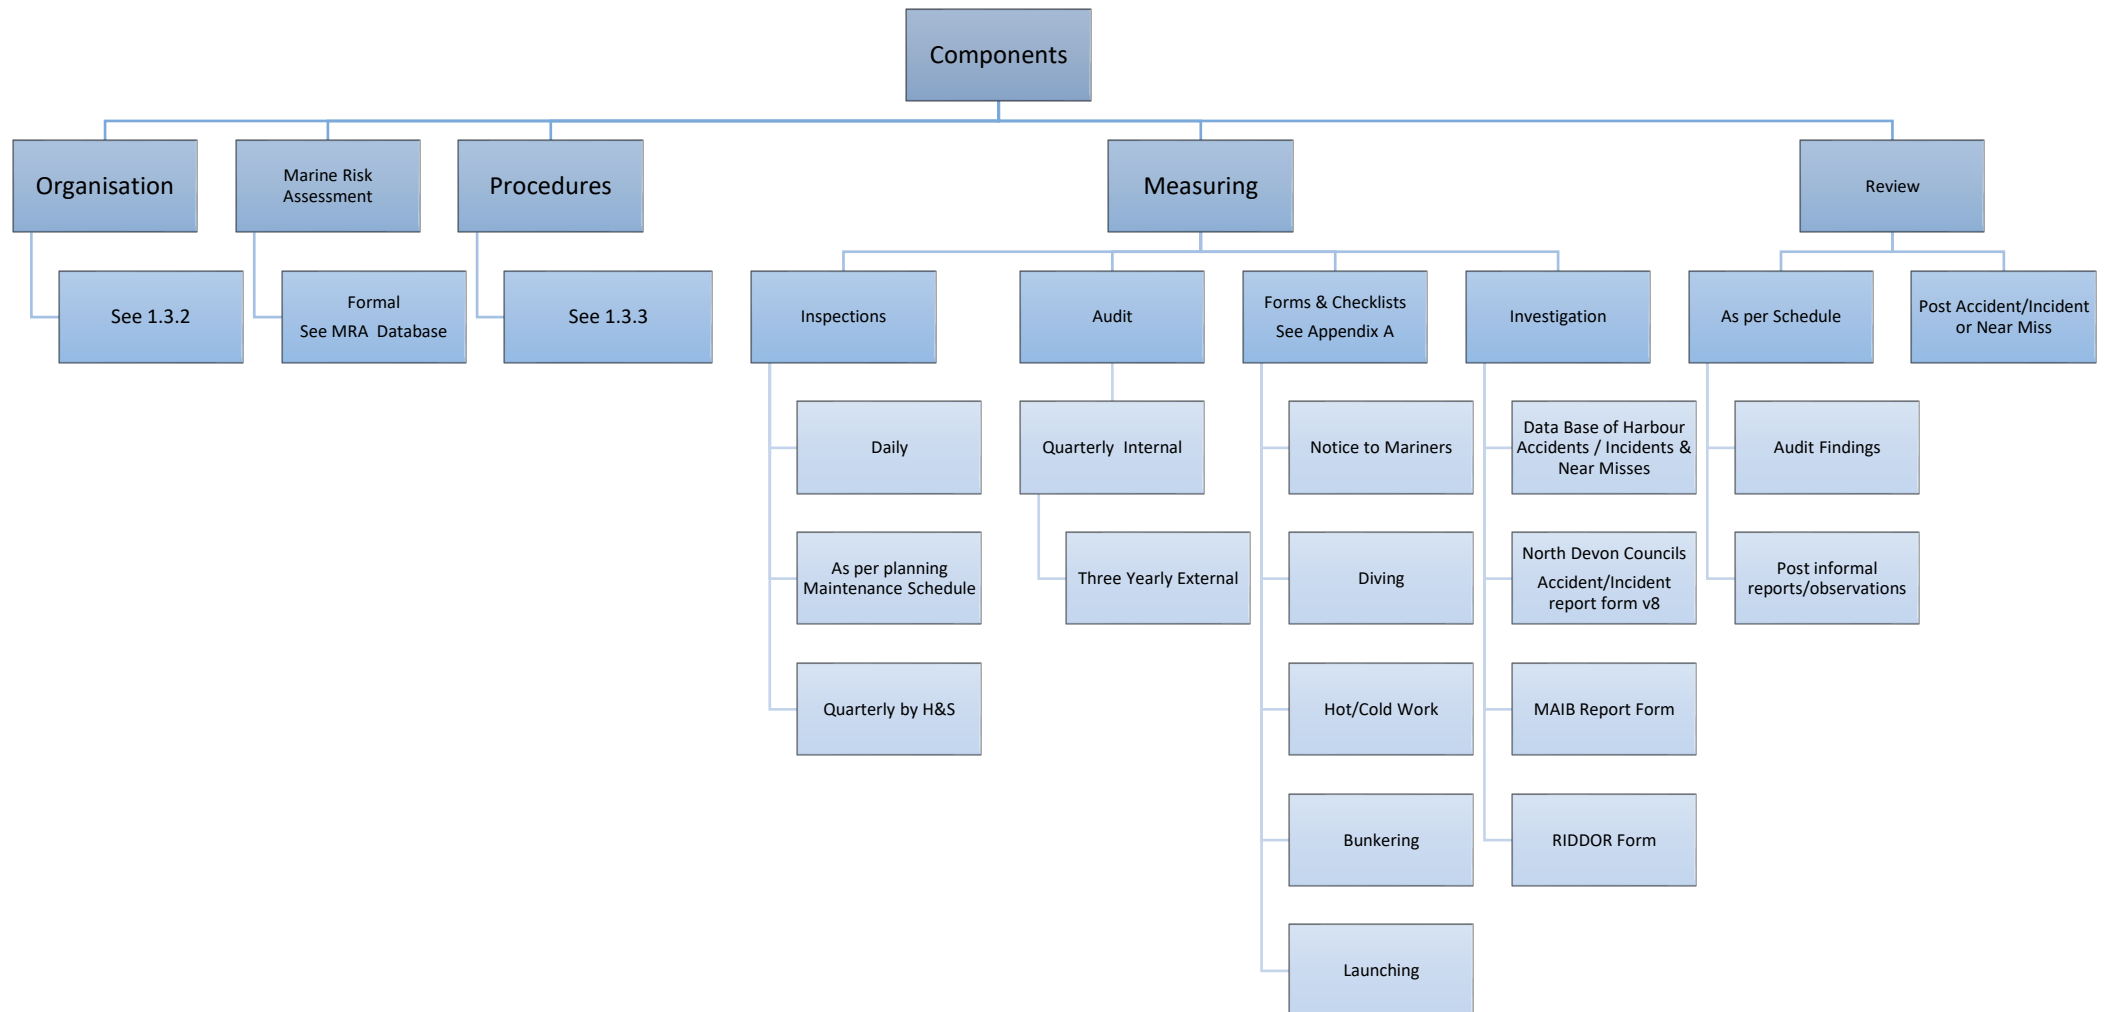 Components
Organisation
Marine Risk
Assessment
Procedures
Measuring
Review
See 1.3.2
Formal
See MRA  Database
See 1.3.3
Inspections
Audit
Forms & Checklists
See Appendix A
Investigation
As per Schedule
Post Accident/Incident
or Near Miss
Daily
As per planning
Maintenance Schedule
Quarterly by H&S
Quarterly  Internal
Three Yearly External
Notice to Mariners
Diving
Hot/Cold Work
Bunkering
Launching
Data Base of Harbour
Accidents / Incidents &
Near Misses
North Devon Councils
Accident/Incident
report form v8
MAIB Report Form
RIDDOR Form
Audit Findings
Post informal
reports/observations